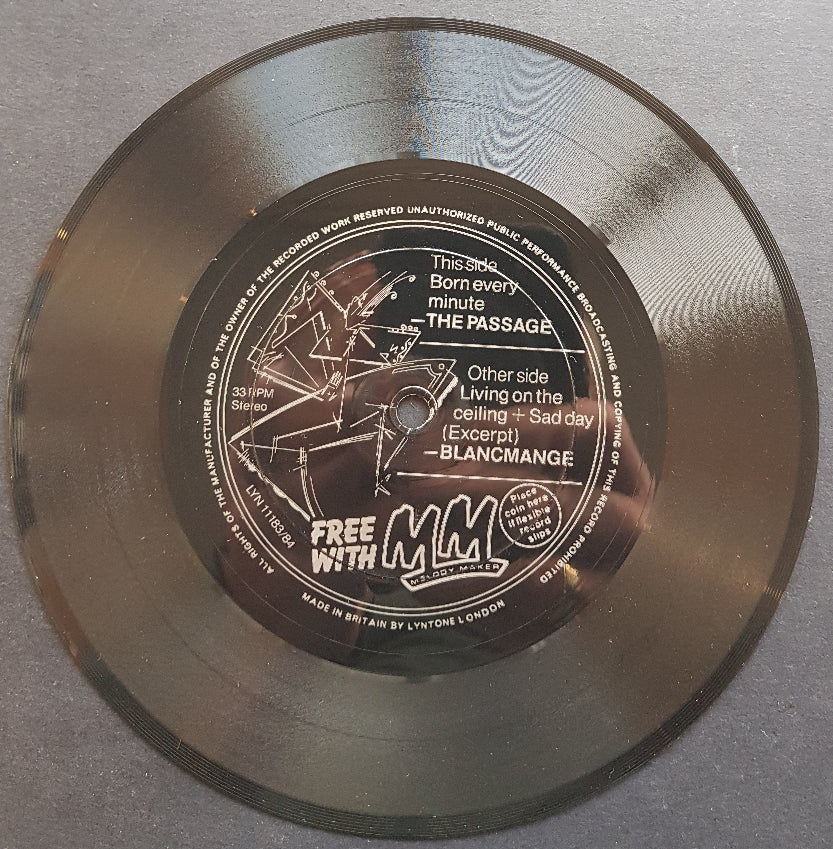 ALL RIGHTS OF THE MANUFACTURER AND OF THE OWNER OF THE RECORDED WORK RESERVED UNAUTHORIZED PUBLIC PERFORMANCE BROADCASTING AND COPYING OF THIS RECORD PROHIBITED
This side
Born every
minute
—THE PASSAGE
Other side
Living on the
ceiling + Sad day
(Excerpt)
—BLANCMANGE
33 RPM
Stereo
LYN 11183/84
FREE
WITH
MM
MELODY MAKER
Place
coin here
if flexible
record
slips
MADE IN BRITAIN BY LYNTONE LONDON